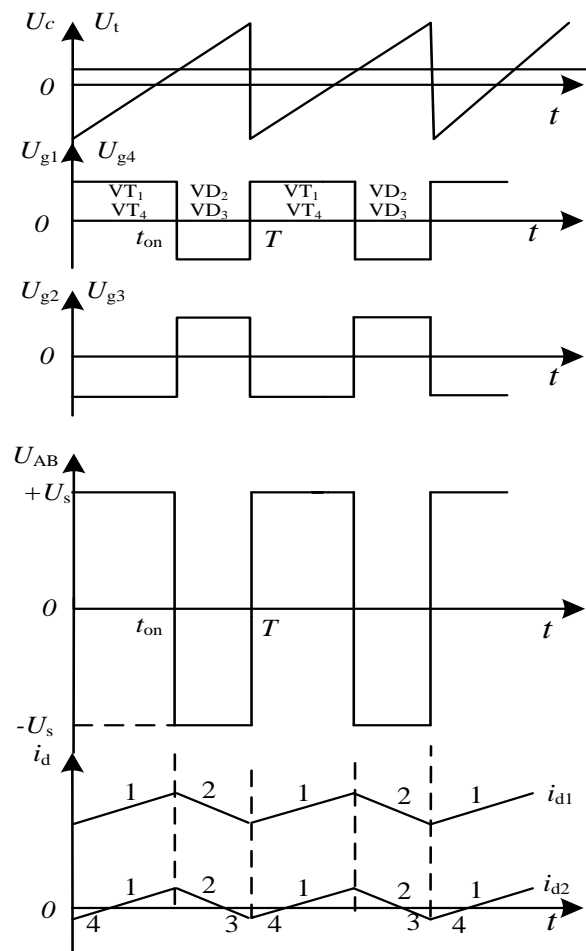 Uc Ut
0
t
Ug1 Ug4
VT1 VD2 VT1 VD2
VT4 VD3 VT4 VD3
0
ton T t
Ug2 Ug3
0
t
UAB
+Us
0
ton T t
-Us
id
1 2 1 2 1 id1
1 2 1 2 1 id2
0
4 3 4 3 4 t